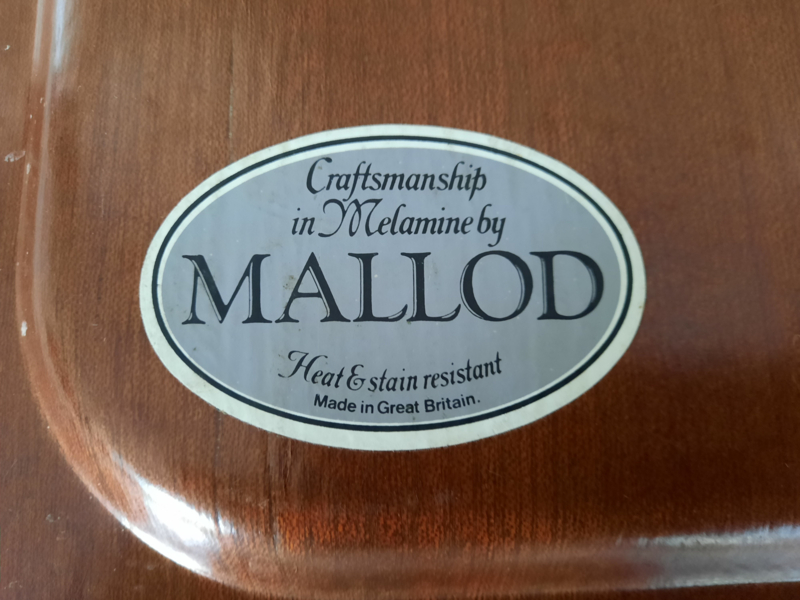 Craftsmanship
in Melamine by
MALLOD
Heat & stain resistant
Made in Great Britain.